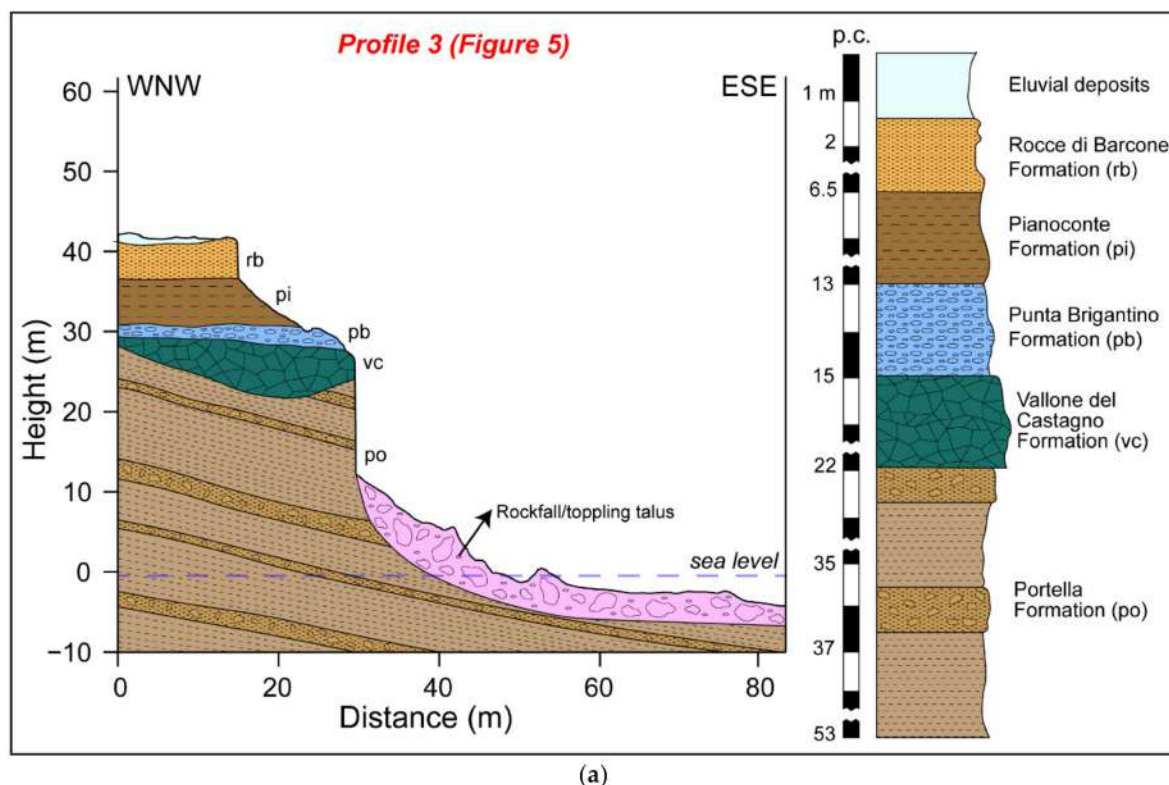 Profile 3 (Figure 5)
WNW
ESE
60
50
40
30
20
10
0
−10
Height (m)
0
20
40
60
80
Distance (m)
rb
pi
pb
vc
po
Rockfall/toppling talus
sea level
p.c.
1 m
2
6.5
13
15
22
35
37
53
Eluvial deposits
Rocce di Barcone
Formation (rb)
Pianoconte
Formation (pi)
Punta Brigantino
Formation (pb)
Vallone del
Castagno
Formation (vc)
Portella
Formation (po)
(a)